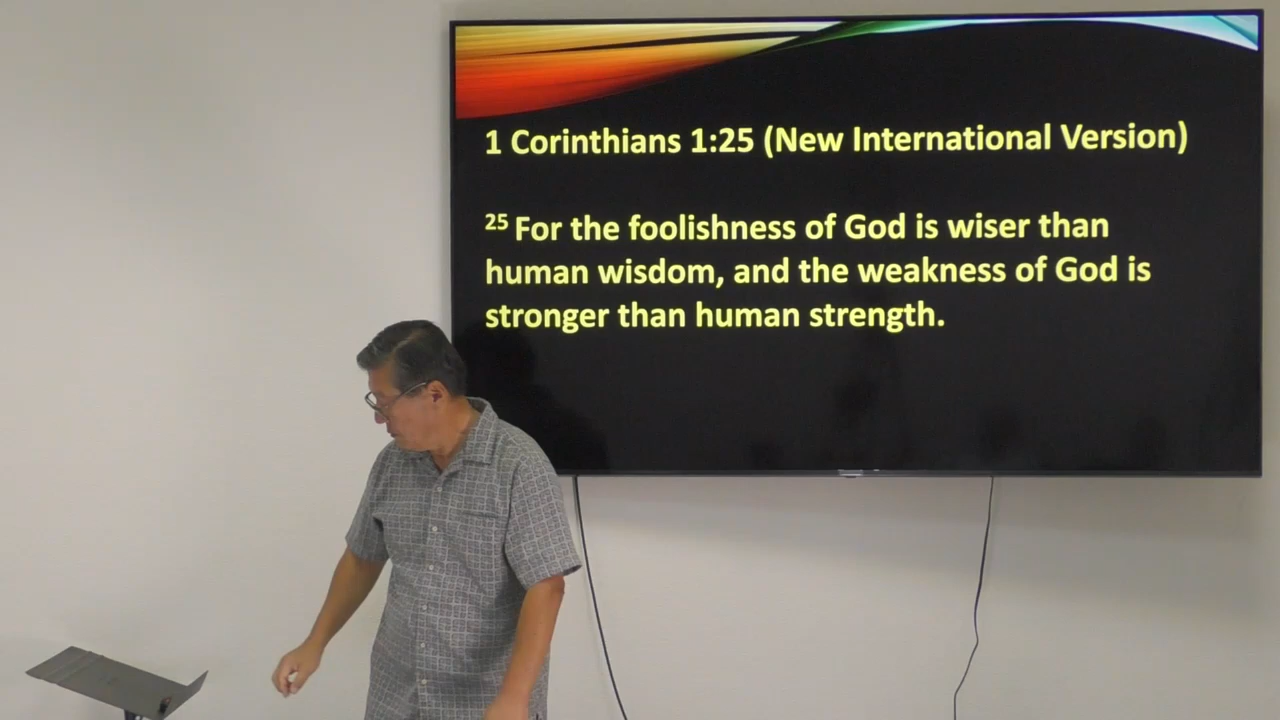 1 Corinthians 1:25 (New International Version)
25 For the foolishness of God is wiser than
human wisdom, and the weakness of God is
stronger than human strength.